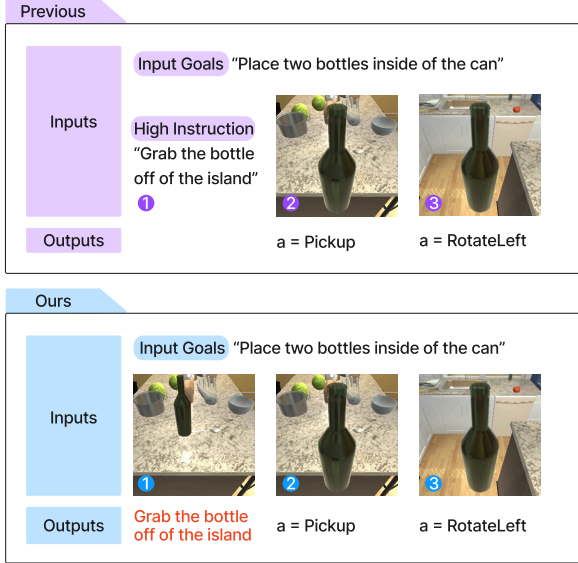 Previous
Inputs
Input Goals “Place two bottles inside of the can”
High Instruction
“Grab the bottle
off of the island”
1
2
3
Outputs
a = Pickup
a = RotateLeft
Ours
Inputs
Input Goals “Place two bottles inside of the can”
1
2
3
Outputs
Grab the bottle
off of the island
a = Pickup
a = RotateLeft